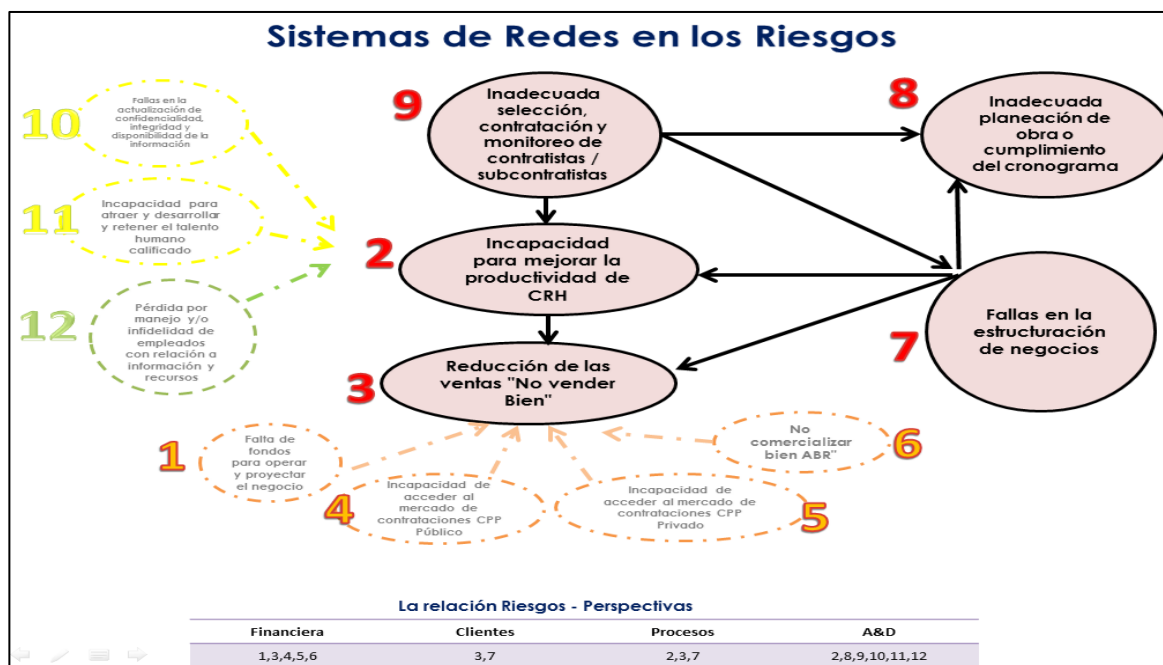 Sistemas de Redes en los Riesgos
10
Fallas en la
actualización de
confidencialidad,
integridad y
disponibilidad de la
información
9
Inadecuada
selección,
contratación y
monitoreo de
contratistas /
subcontratistas
8
Inadecuada
planeación de
obra o
cumplimiento
del cronograma
11
Incapacidad para
atraer y desarrollar
y retener el talento
humano
calificado
2
Incapacidad
para mejorar la
productividad de
CRH
12
Pérdida por
manejo y/o
infidelidad de
empleados
con relación a
información y
recursos
7
Fallas en la
estructuración
de negocios
3
Reducción de las
ventas "No vender
Bien"
1
Falta de
fondos
para operar
y proyectar
el negocio
4
Incapacidad de
acceder al
mercado de
contrataciones CPP
Público
5
Incapacidad de
acceder al mercado de
contrataciones CPP
Privado
6
No
comercializar
bien ABR"
La relación Riesgos - Perspectivas
Financiera Clientes Procesos A&D
1,3,4,5,6 3,7 2,3,7 2,8,9,10,11,12